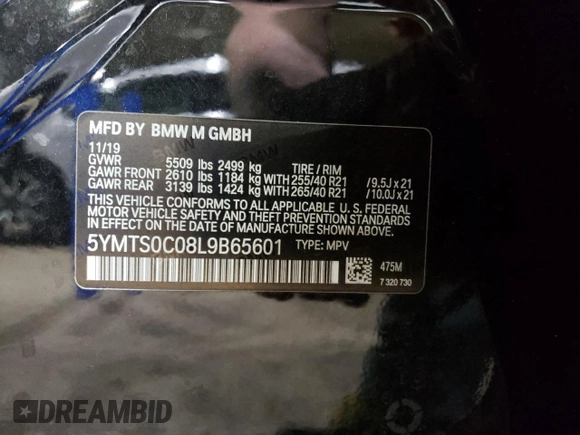 MFD BY BMW M GMBH
11/19
GVWR 5509 lbs 2499 kg TIRE / RIM
GAWR FRONT 2610 lbs 1184 kg WITH 255/40 R21 /9.5J x 21
GAWR REAR 3139 lbs 1424 kg WITH 265/40 R21 /10.0J x 21
THIS VEHICLE CONFORMS TO ALL APPLICABLE U.S. FEDERAL
MOTOR VEHICLE SAFETY AND THEFT PREVENTION STANDARDS
IN EFFECT ON THE DATE OF MANUFACTURE SHOWN ABOVE.
5YMTS0C08L9B65601 TYPE: MPV
475M
7 320 730
DREAMBID